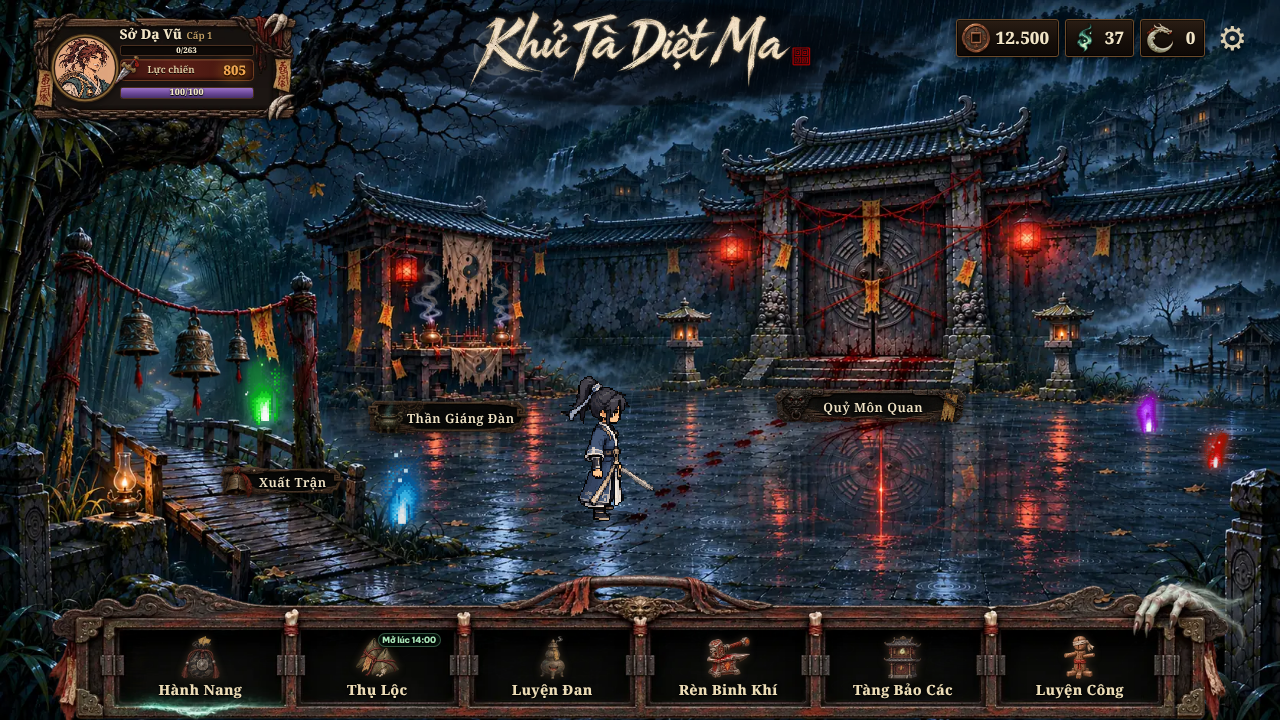 Sở Dạ Vũ Cấp 1
0/263
Lực chiến 805
100/100
Khử Tà Diệt Ma
12.500
37
0
Thần Giáng Đàn
Quỷ Môn Quan
Xuất Trận
Mở lúc 14:00
Hành Nang
Thụ Lộc
Luyện Đan
Rèn Binh Khí
Tàng Bảo Các
Luyện Công